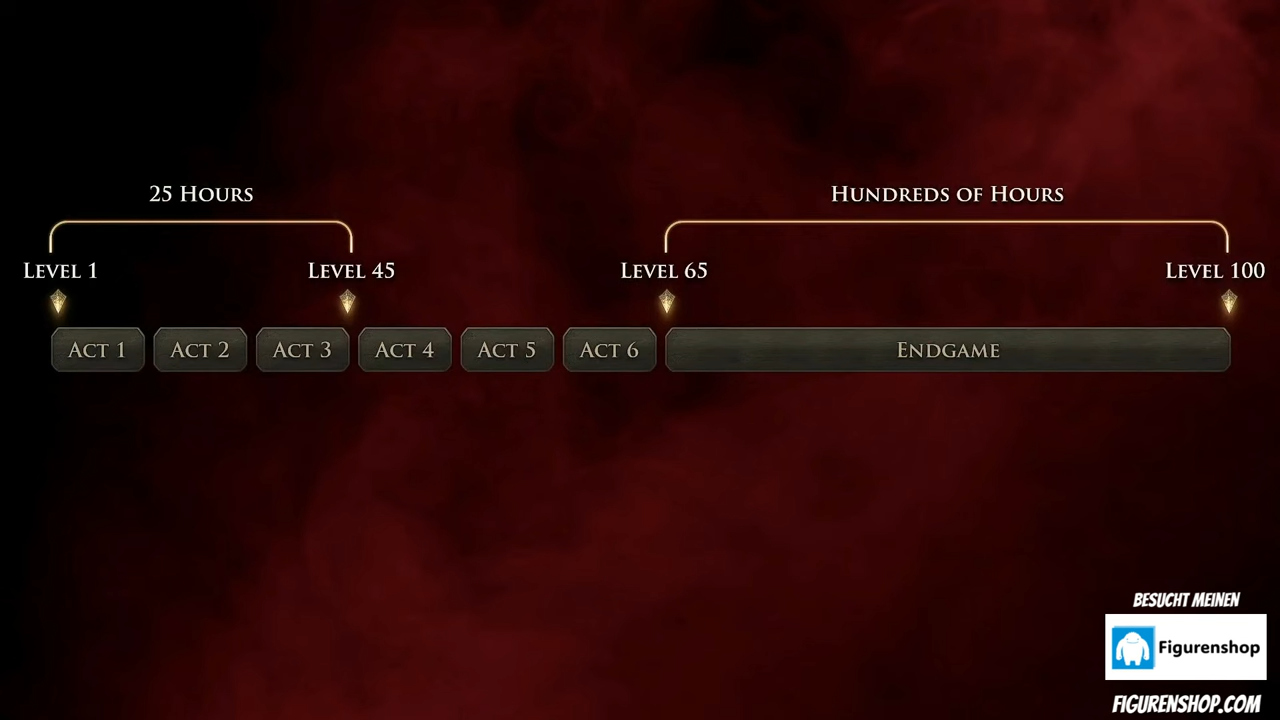 25 Hours
Hundreds of Hours
Level 1
Level 45
Level 65
Level 100
Act 1
Act 2
Act 3
Act 4
Act 5
Act 6
Endgame
BESUCHT MEINEN
Figurenshop
FIGURENSHOP.COM